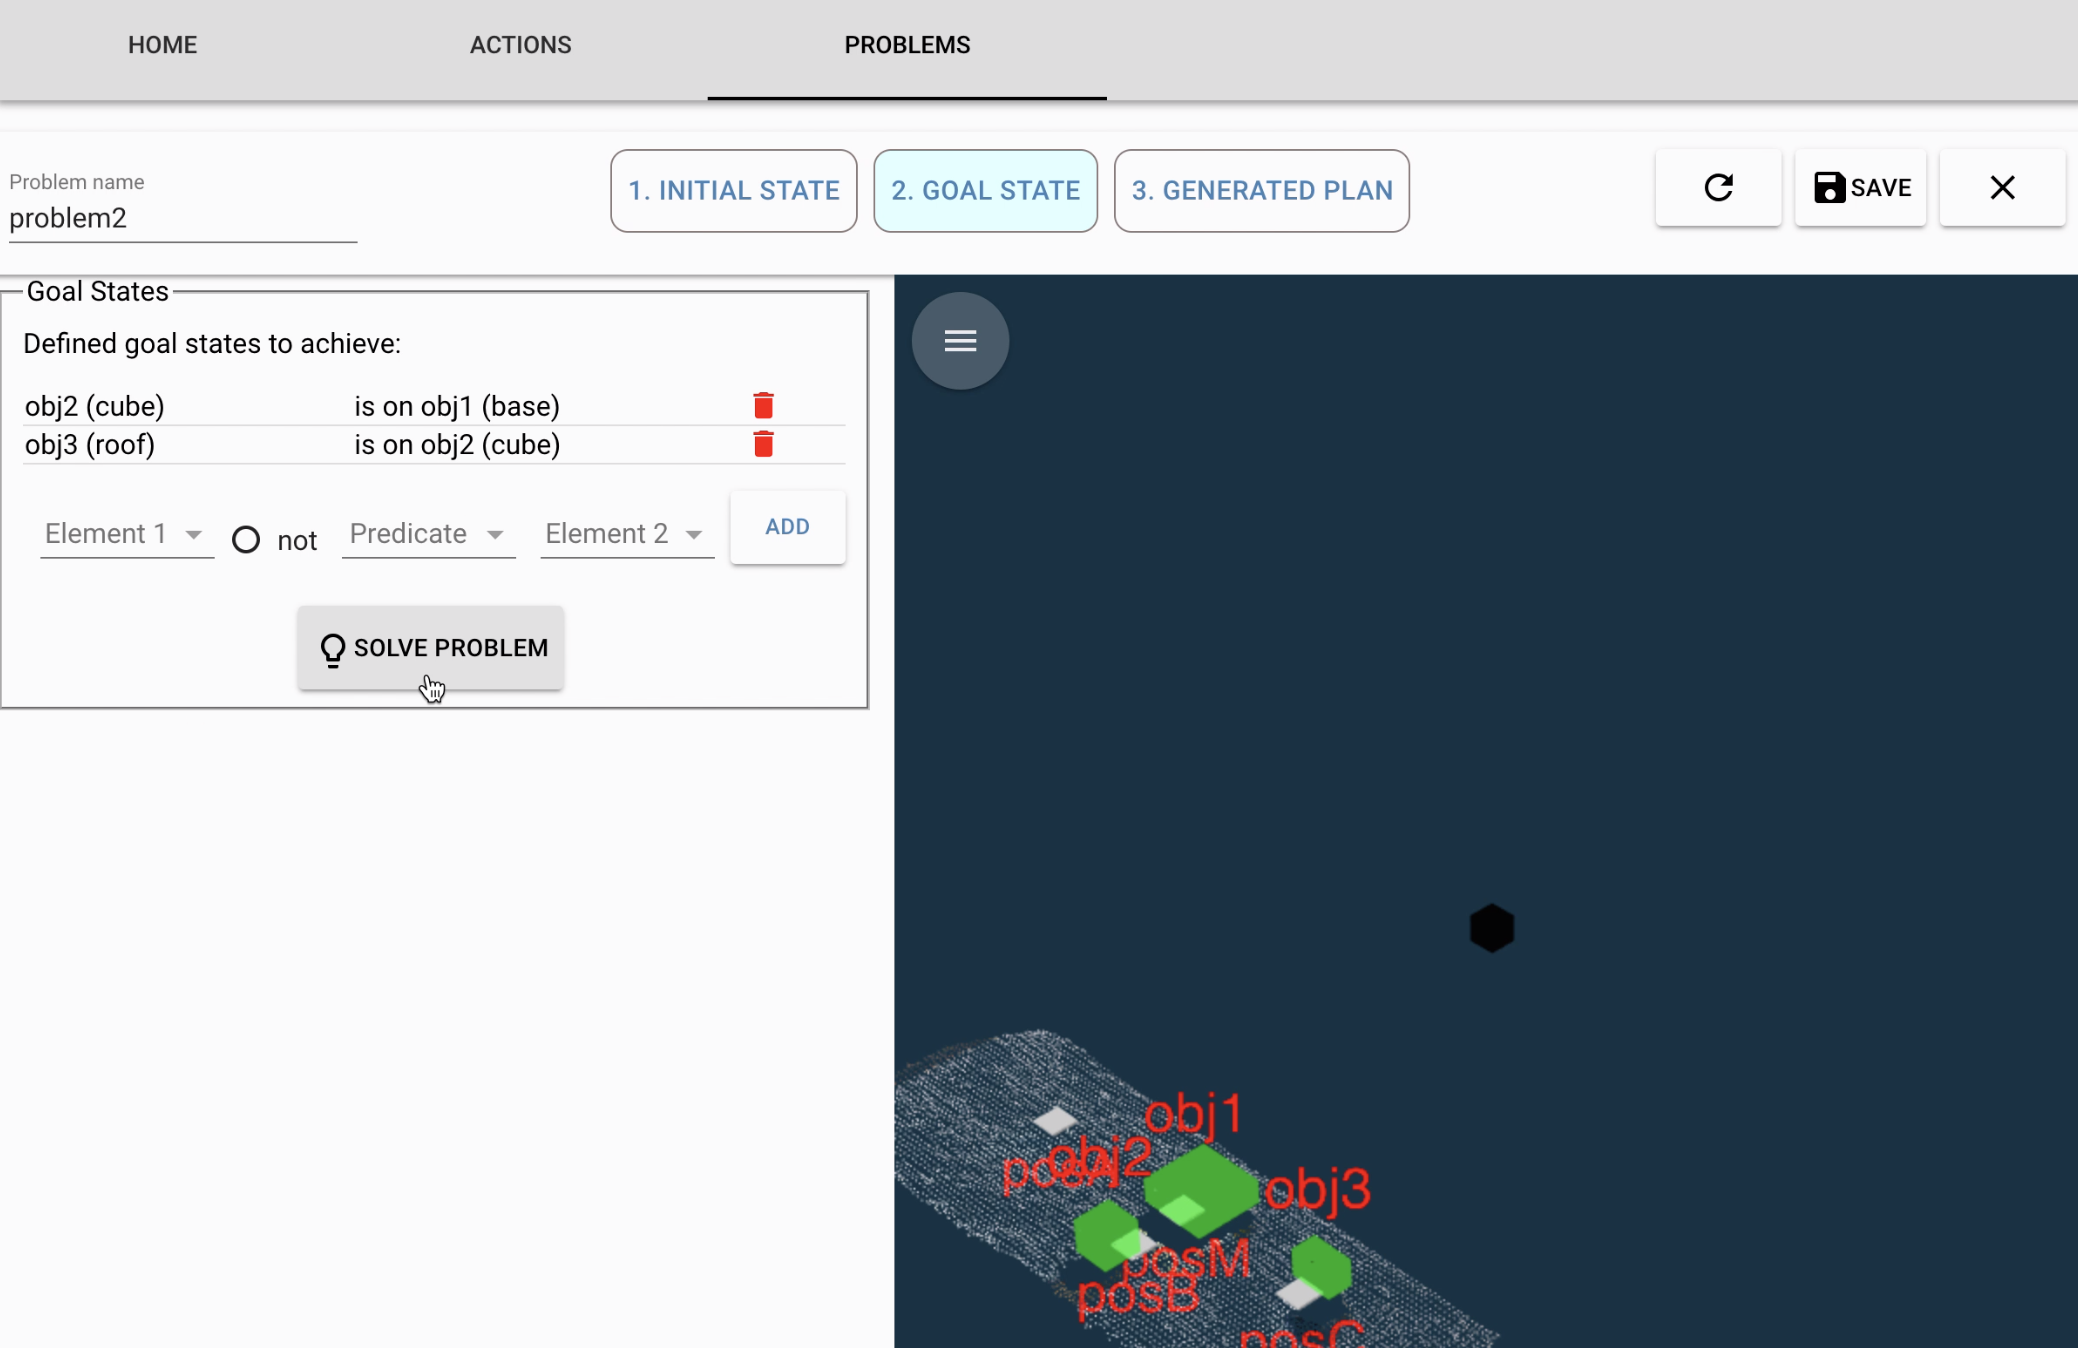 HOME ACTIONS PROBLEMS
Problem name
problem2
1. INITIAL STATE 2. GOAL STATE 3. GENERATED PLAN
SAVE
Goal States
Defined goal states to achieve:
obj2 (cube) is on obj1 (base)
obj3 (roof) is on obj2 (cube)
Element 1 not Predicate Element 2 ADD
SOLVE PROBLEM
obj1
obj2
posA
obj3
posM
posB
posC